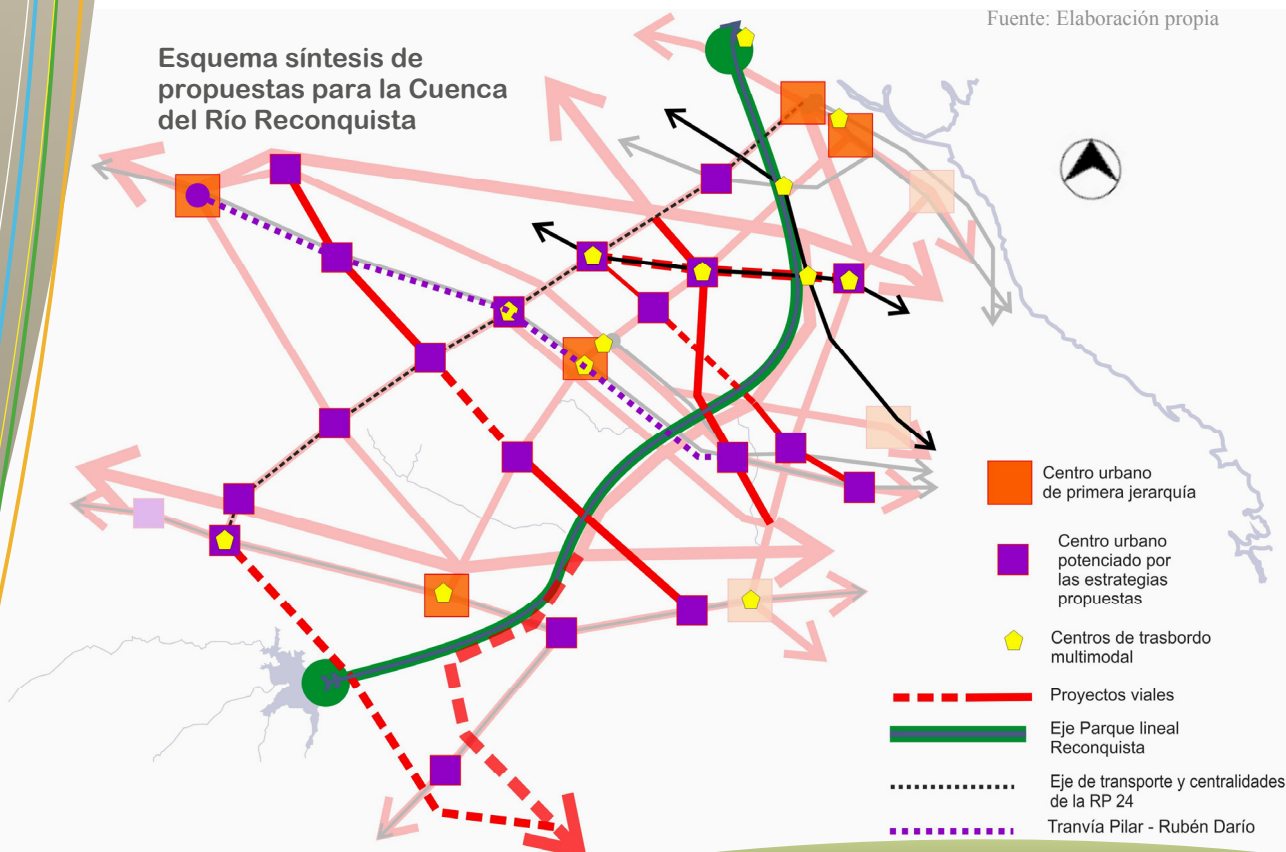 Fuente: Elaboración propia
Esquema síntesis de
propuestas para la Cuenca
del Río Reconquista
Centro urbano
de primera jerarquía
Centro urbano
potenciado por
las estrategias
propuestas
Centros de trasbordo
multimodal
Proyectos viales
Eje Parque lineal
Reconquista
Eje de transporte y centralidades
de la RP 24
Tranvía Pilar - Rubén Darío